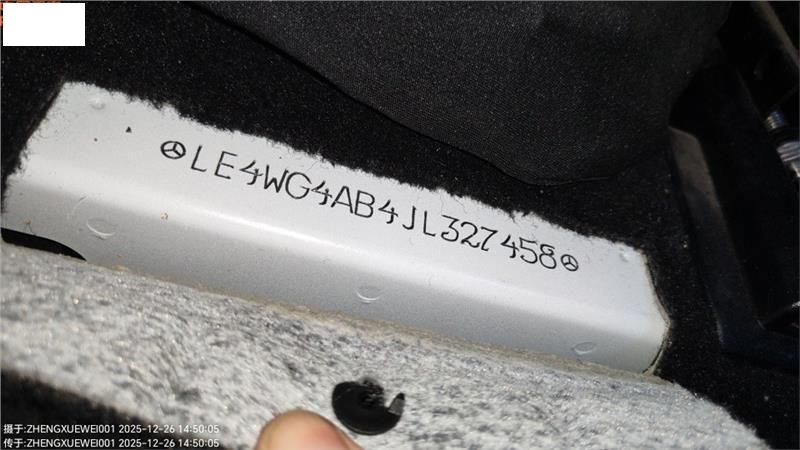 LE4WG4AB4JL327458
摄于:ZHENGXUEWEI001 2025-12-26 14:50:05
传于:ZHENGXUEWEI001 2025-12-26 14:50:05